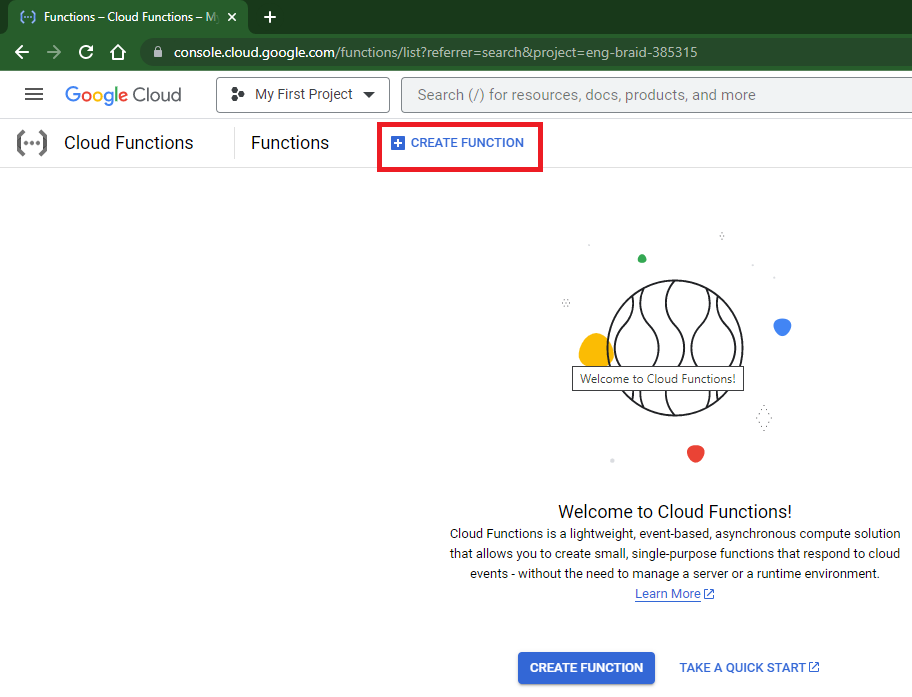 Functions – Cloud Functions – My
console.cloud.google.com/functions/list?referrer=search&project=eng-braid-385315
Google Cloud
My First Project
Search (/) for resources, docs, products, and more
Cloud Functions
Functions
CREATE FUNCTION
Welcome to Cloud Functions!
Welcome to Cloud Functions!
Cloud Functions is a lightweight, event-based, asynchronous compute solution
that allows you to create small, single-purpose functions that respond to cloud
events - without the need to manage a server or a runtime environment.
Learn More
CREATE FUNCTION
TAKE A QUICK START